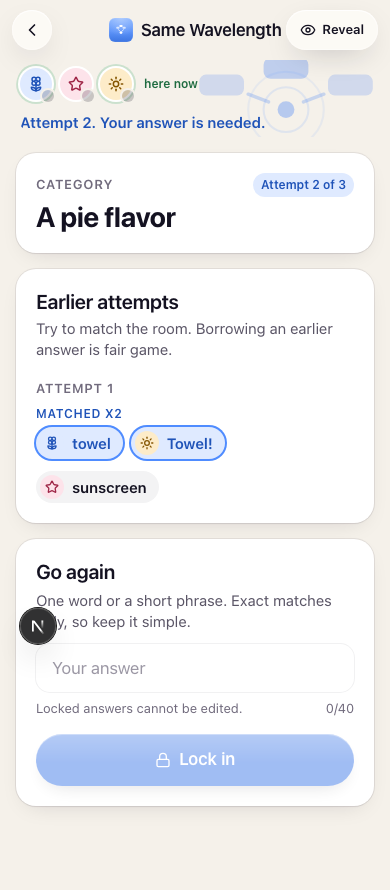 Same Wavelength
Reveal
here now
Attempt 2. Your answer is needed.
CATEGORY
Attempt 2 of 3
A pie flavor
Earlier attempts
Try to match the room. Borrowing an earlier
answer is fair game.
ATTEMPT 1
MATCHED X2
towel
Towel!
sunscreen
Go again
One word or a short phrase. Exact matches
, so keep it simple.
N
Your answer
Locked answers cannot be edited.
0/40
Lock in